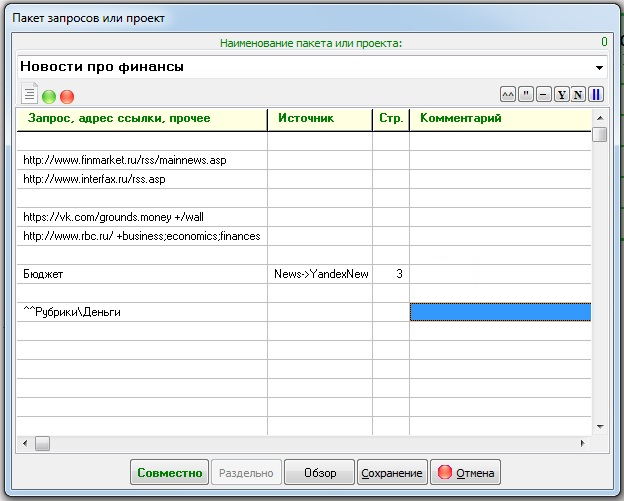 Пакет запросов или проект
Наименование пакета или проекта: 0
Новости про финансы
^^ " – Y N
Запрос, адрес ссылки, прочее Источник Стр. Комментарий
http://www.finmarket.ru/rss/mainnews.asp
http://www.interfax.ru/rss.asp
https://vk.com/grounds.money +/wall
http://www.rbc.ru/ +business;economics;finances
Бюджет News->YandexNew 3
^^Рубрики\Деньги
Совместно Раздельно Обзор Сохранение Отмена